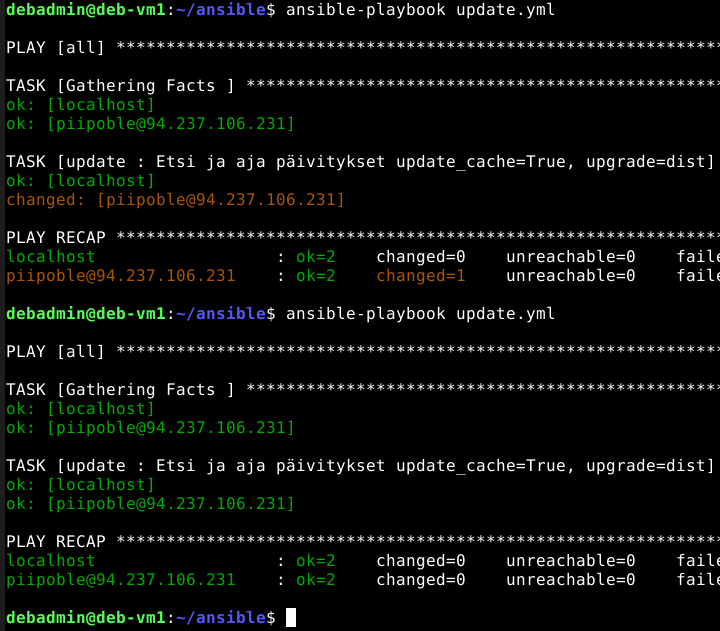 debadmin@deb-vm1:~/ansible$ ansible-playbook update.yml
PLAY [all] *************************************************************
TASK [Gathering Facts ] ************************************************
ok: [localhost]
ok: [piipoble@94.237.106.231]
TASK [update : Etsi ja aja päivitykset update_cache=True, upgrade=dist]
ok: [localhost]
changed: [piipoble@94.237.106.231]
PLAY RECAP *************************************************************
localhost : ok=2 changed=0 unreachable=0 faile
piipoble@94.237.106.231 : ok=2 changed=1 unreachable=0 faile
debadmin@deb-vm1:~/ansible$ ansible-playbook update.yml
PLAY [all] *************************************************************
TASK [Gathering Facts ] ************************************************
ok: [localhost]
ok: [piipoble@94.237.106.231]
TASK [update : Etsi ja aja päivitykset update_cache=True, upgrade=dist]
ok: [localhost]
ok: [piipoble@94.237.106.231]
PLAY RECAP *************************************************************
localhost : ok=2 changed=0 unreachable=0 faile
piipoble@94.237.106.231 : ok=2 changed=0 unreachable=0 faile
debadmin@deb-vm1:~/ansible$